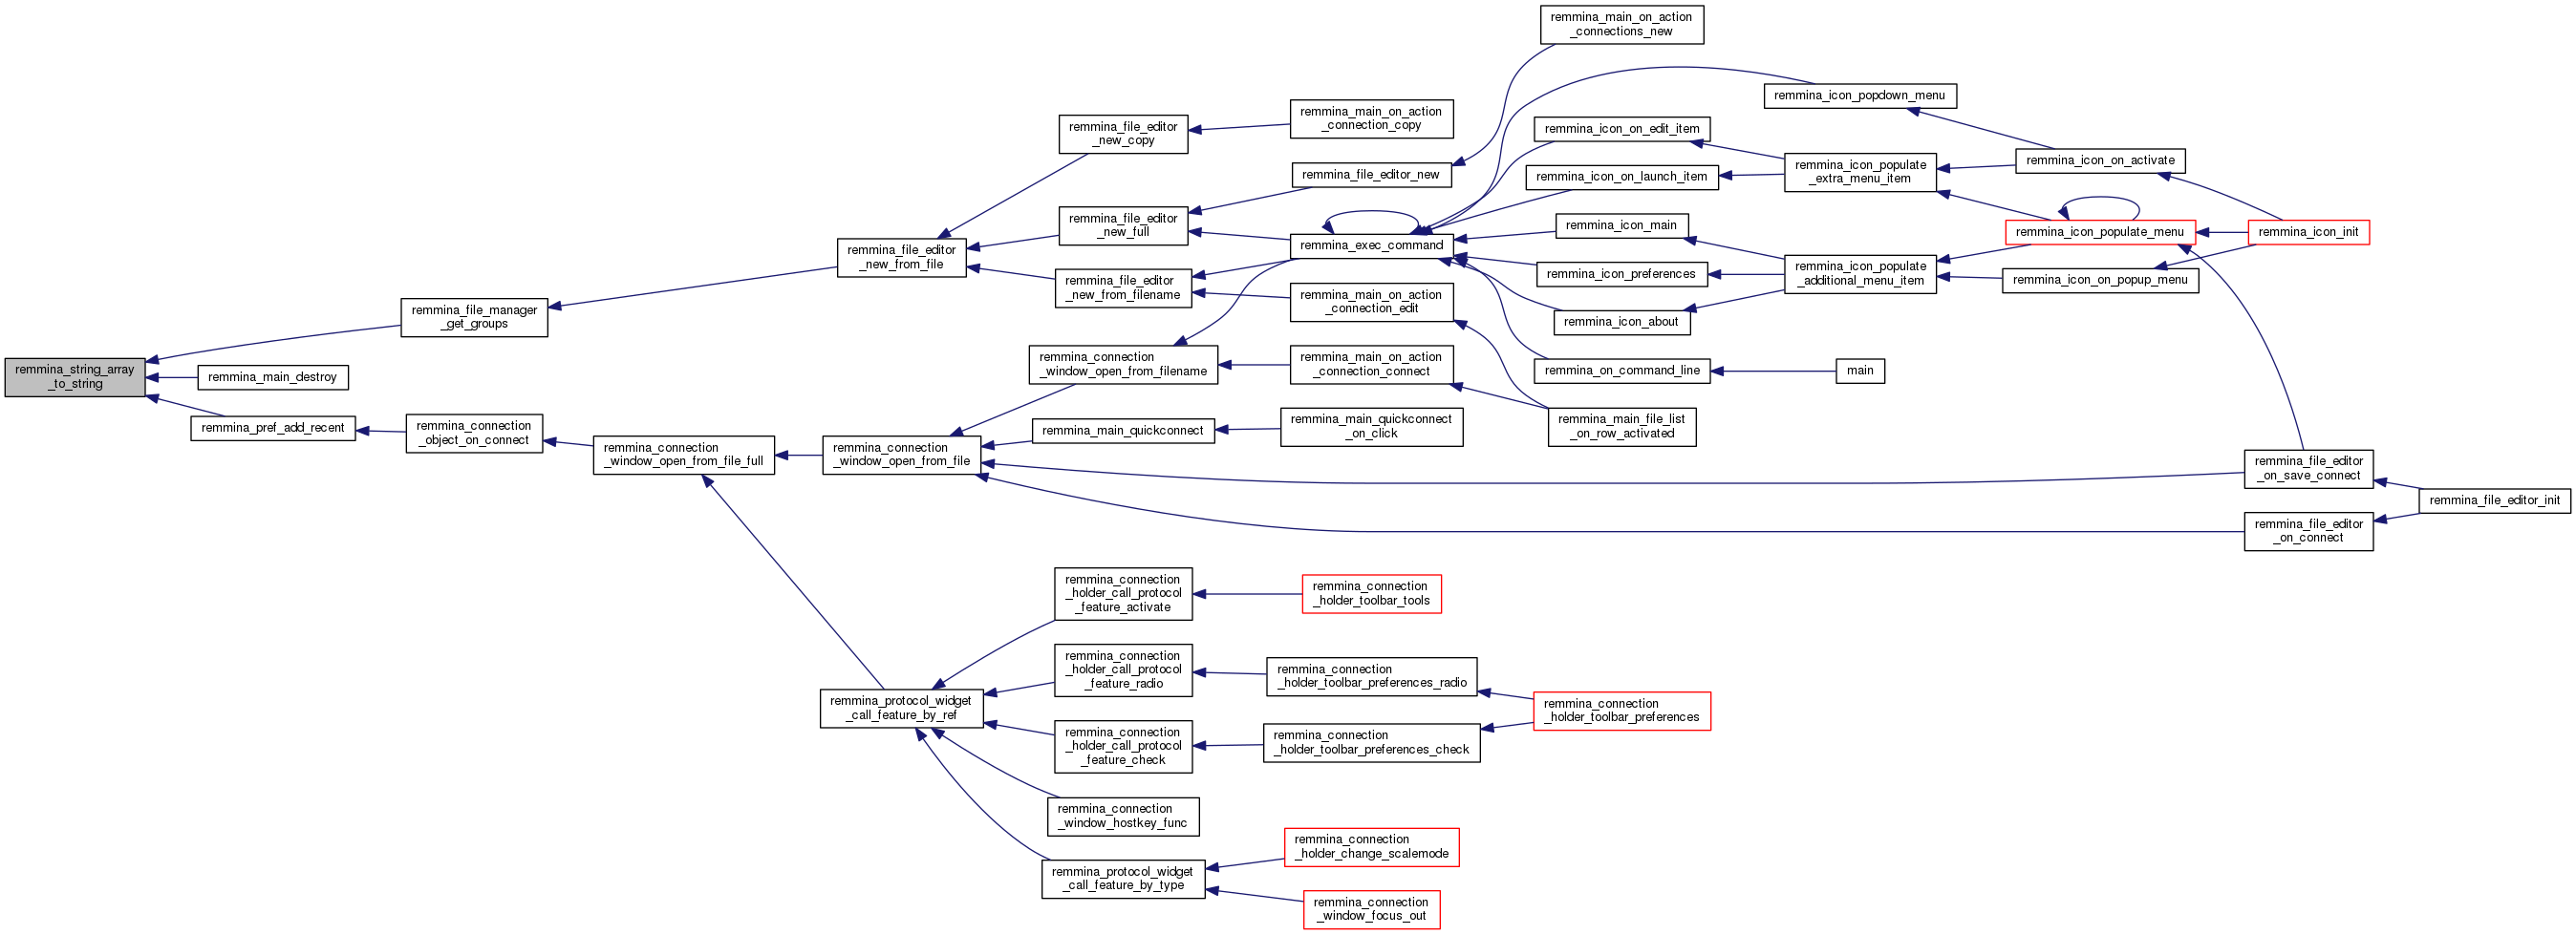 remmina_string_array
_to_string
remmina_file_manager
_get_groups
remmina_main_destroy
remmina_pref_add_recent
remmina_connection
_object_on_connect
remmina_connection
_window_open_from_file_full
remmina_file_editor
_new_from_file
remmina_connection
_window_open_from_file
remmina_protocol_widget
_call_feature_by_ref
remmina_file_editor
_new_copy
remmina_file_editor
_new_full
remmina_file_editor
_new_from_filename
remmina_connection
_window_open_from_filename
remmina_main_quickconnect
remmina_connection
_holder_call_protocol
_feature_activate
remmina_connection
_holder_call_protocol
_feature_radio
remmina_connection
_holder_call_protocol
_feature_check
remmina_connection
_window_hostkey_func
remmina_protocol_widget
_call_feature_by_type
remmina_main_on_action
_connection_copy
remmina_file_editor_new
remmina_exec_command
remmina_main_on_action
_connection_edit
remmina_main_on_action
_connection_connect
remmina_main_quickconnect
_on_click
remmina_connection
_holder_toolbar_tools
remmina_connection
_holder_toolbar_preferences_radio
remmina_connection
_holder_toolbar_preferences_check
remmina_connection
_holder_change_scalemode
remmina_connection
_window_focus_out
remmina_main_on_action
_connections_new
remmina_icon_on_edit_item
remmina_icon_on_launch_item
remmina_icon_main
remmina_icon_preferences
remmina_icon_about
remmina_on_command_line
remmina_main_file_list
_on_row_activated
remmina_connection
_holder_toolbar_preferences
remmina_icon_popdown_menu
remmina_icon_populate
_extra_menu_item
remmina_icon_populate
_additional_menu_item
main
remmina_icon_on_activate
remmina_icon_populate_menu
remmina_icon_on_popup_menu
remmina_icon_init
remmina_file_editor
_on_save_connect
remmina_file_editor
_on_connect
remmina_file_editor_init